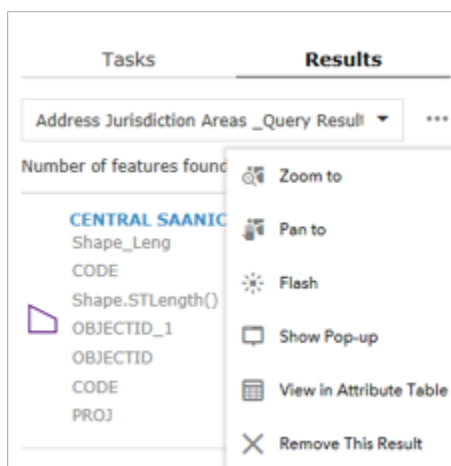 Tasks
Results
Address Jurisdiction Areas _Query Resul
Number of features found
CENTRAL SAANIC
Shape_Leng
CODE
Shape.STLength()
OBJECTID_1
OBJECTID
CODE
PROJ
Zoom to
Pan to
Flash
Show Pop-up
View in Attribute Table
Remove This Result